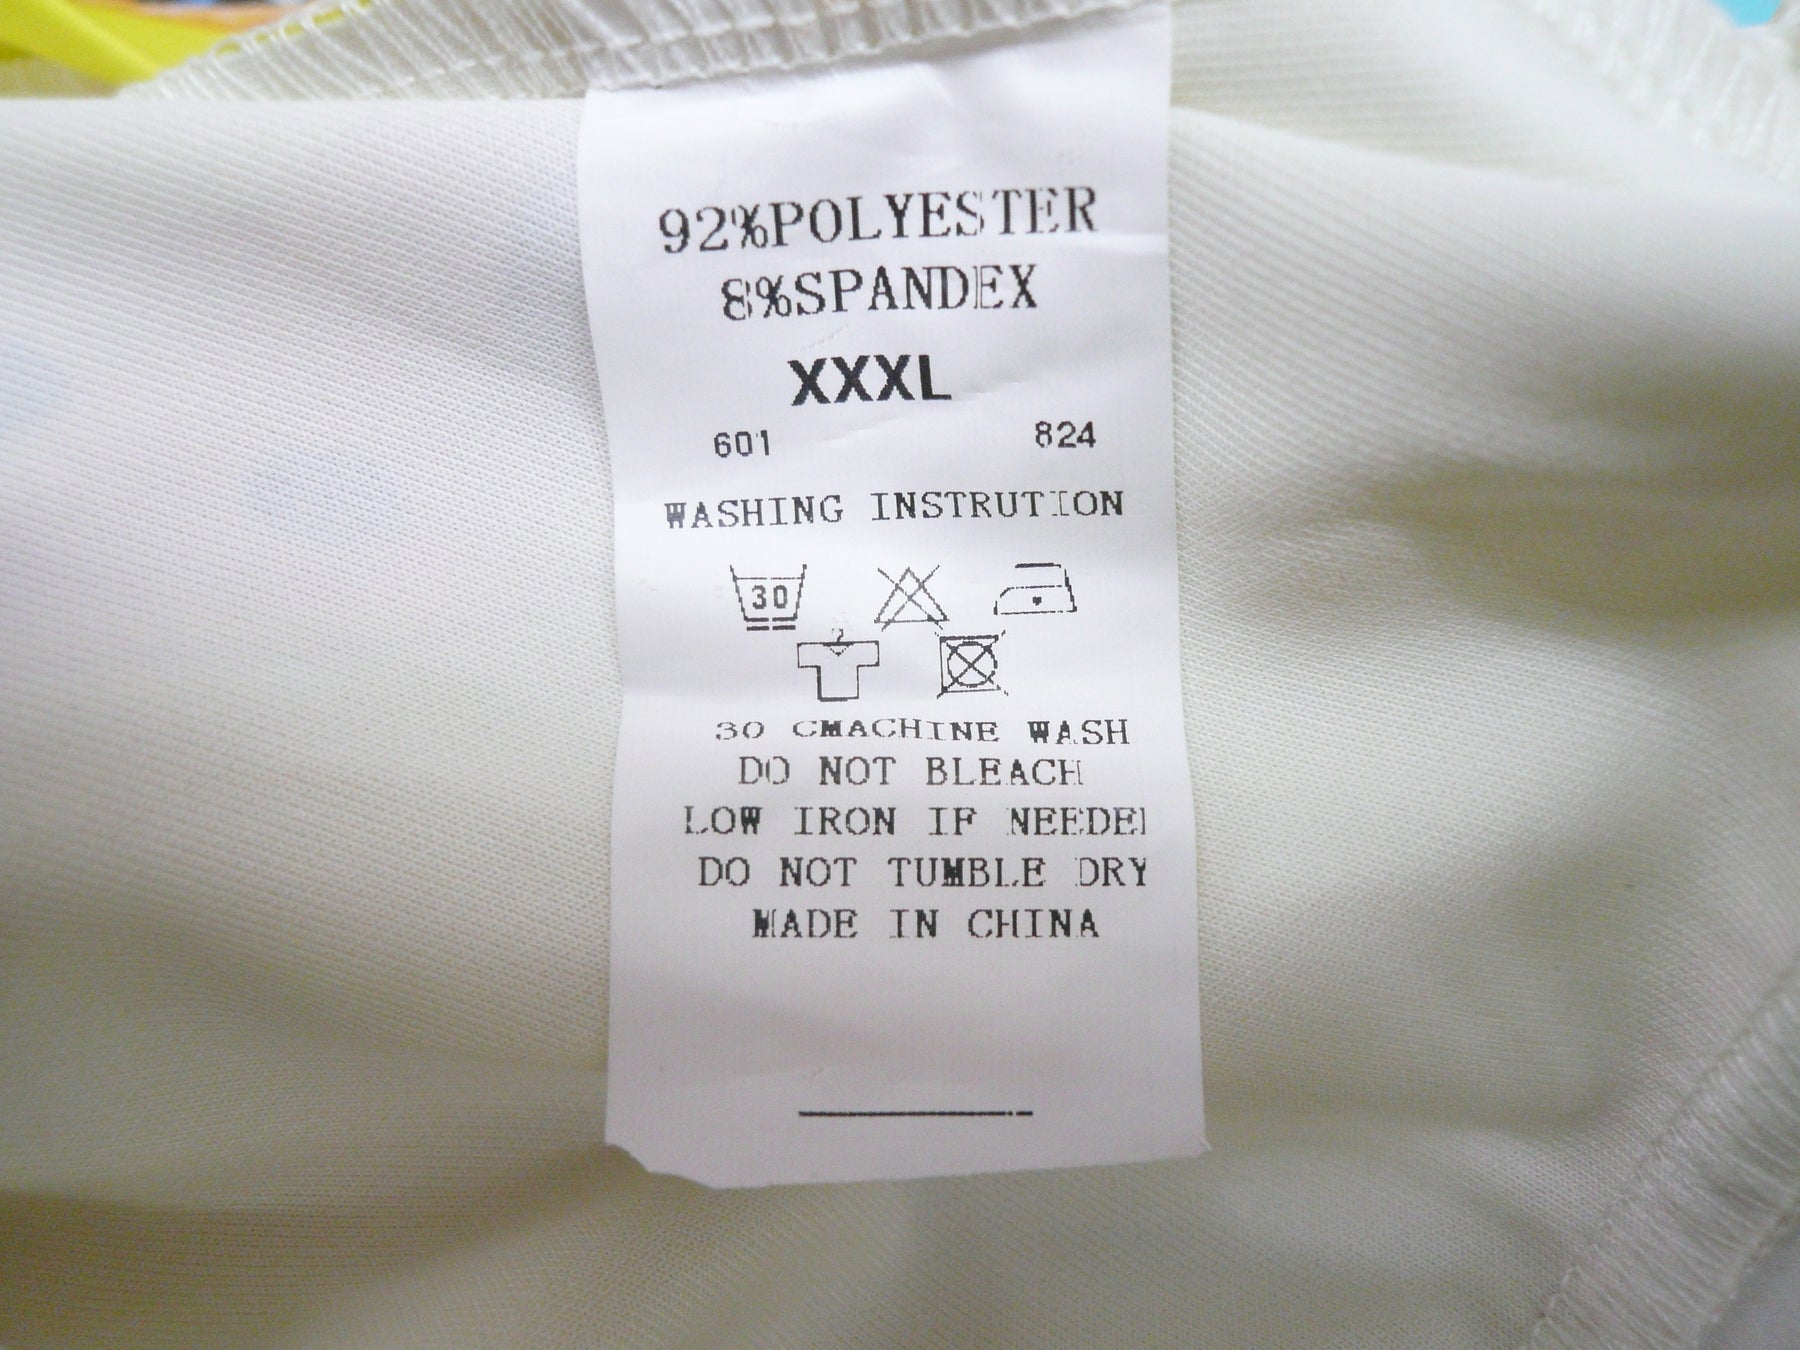 92%POLYESTER
8%SPANDEX
XXXL
601 824
WASHING INSTRUTION
30
30 CMACHINE WASH
DO NOT BLEACH
LOW IRON IF NEEDED
DO NOT TUMBLE DRY
MADE IN CHINA